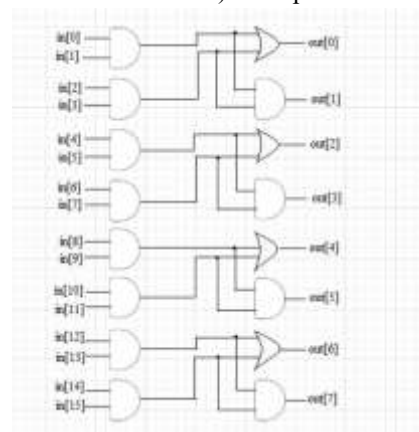 in[0]
out[0]
in[1]
in[2]
out[1]
in[3]
in[4]
out[2]
in[5]
in[6]
out[3]
in[7]
in[8]
out[4]
in[9]
in[10]
out[5]
in[11]
in[12]
out[6]
in[13]
in[14]
out[7]
in[15]